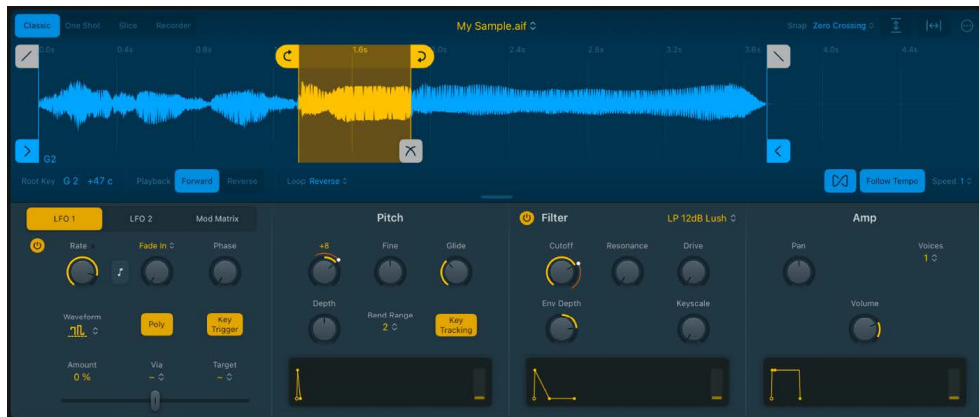 Classic One Shot Slice Recorder
My Sample.aif
Snap Zero Crossing
0.0s 0.4s 0.8s 1.6s 2.4s 2.8s 3.2s 3.6s 4.0s 4.4s
G2
Root Key G 2 +47 c
Playback Forward Reverse
Loop Reverse
Follow Tempo Speed 1
LFO 1 LFO 2 Mod Matrix
Rate Fade In Phase
Waveform Poly Key Trigger
Amount Via Target
0 % – –
Pitch
+8 Fine Glide
Depth Bend Range Key Tracking
2
Filter LP 12dB Lush
Cutoff Resonance Drive
Env Depth Keyscale
Amp
Pan Voices
1
Volume